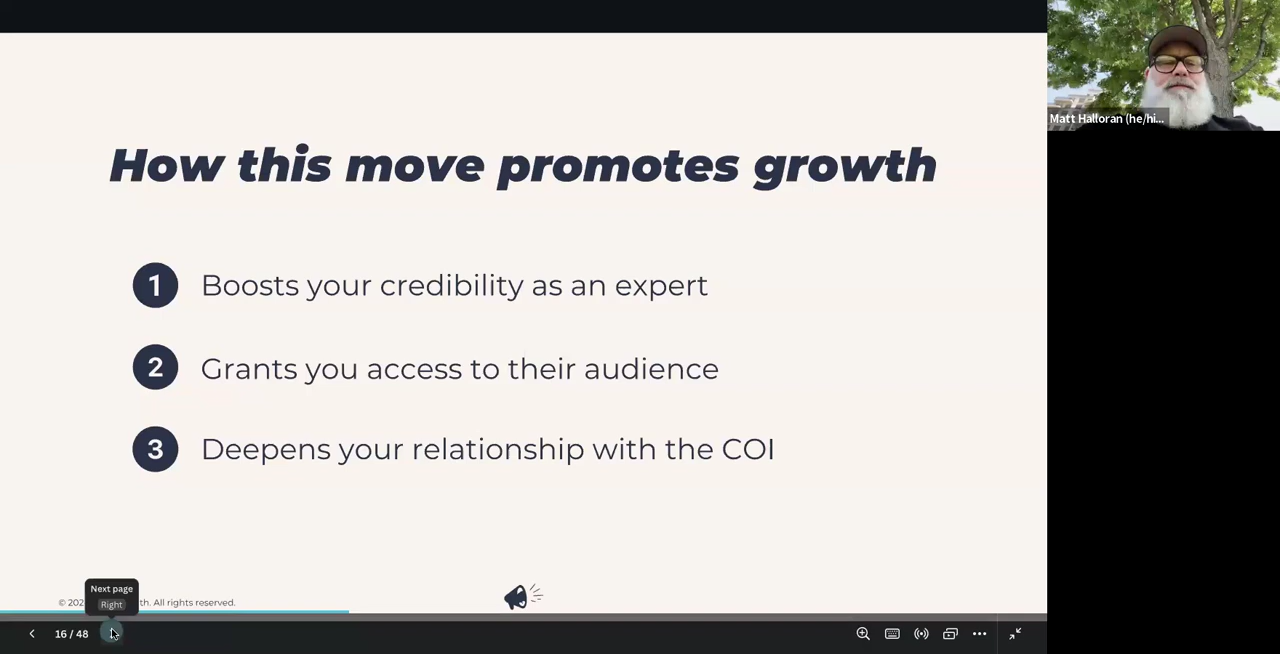 How this move promotes growth
1 Boosts your credibility as an expert
2 Grants you access to their audience
3 Deepens your relationship with the COI
Matt Halloran (he/hi...
Next page
Right
© 202 th. All rights reserved.
16 / 48